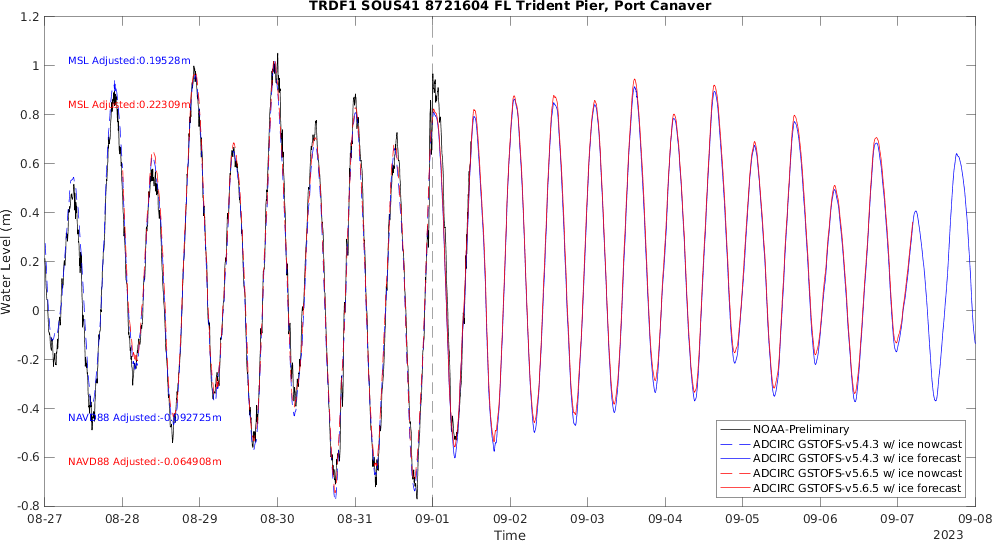 TRDF1 SOUS41 8721604 FL Trident Pier, Port Canaver
1.2
1
0.8
0.6
0.4
0.2
0
-0.2
-0.4
-0.6
-0.8
Water Level (m)
MSL Adjusted:0.19528m
MSL Adjusted:0.22309m
NAVD88 Adjusted:-0.092725m
NAVD88 Adjusted:-0.064908m
NOAA-Preliminary
ADCIRC GSTOFS-v5.4.3 w/ ice nowcast
ADCIRC GSTOFS-v5.4.3 w/ ice forecast
ADCIRC GSTOFS-v5.6.5 w/ ice nowcast
ADCIRC GSTOFS-v5.6.5 w/ ice forecast
08-27 08-28 08-29 08-30 08-31 09-01 09-02 09-03 09-04 09-05 09-06 09-07 09-08
Time
2023